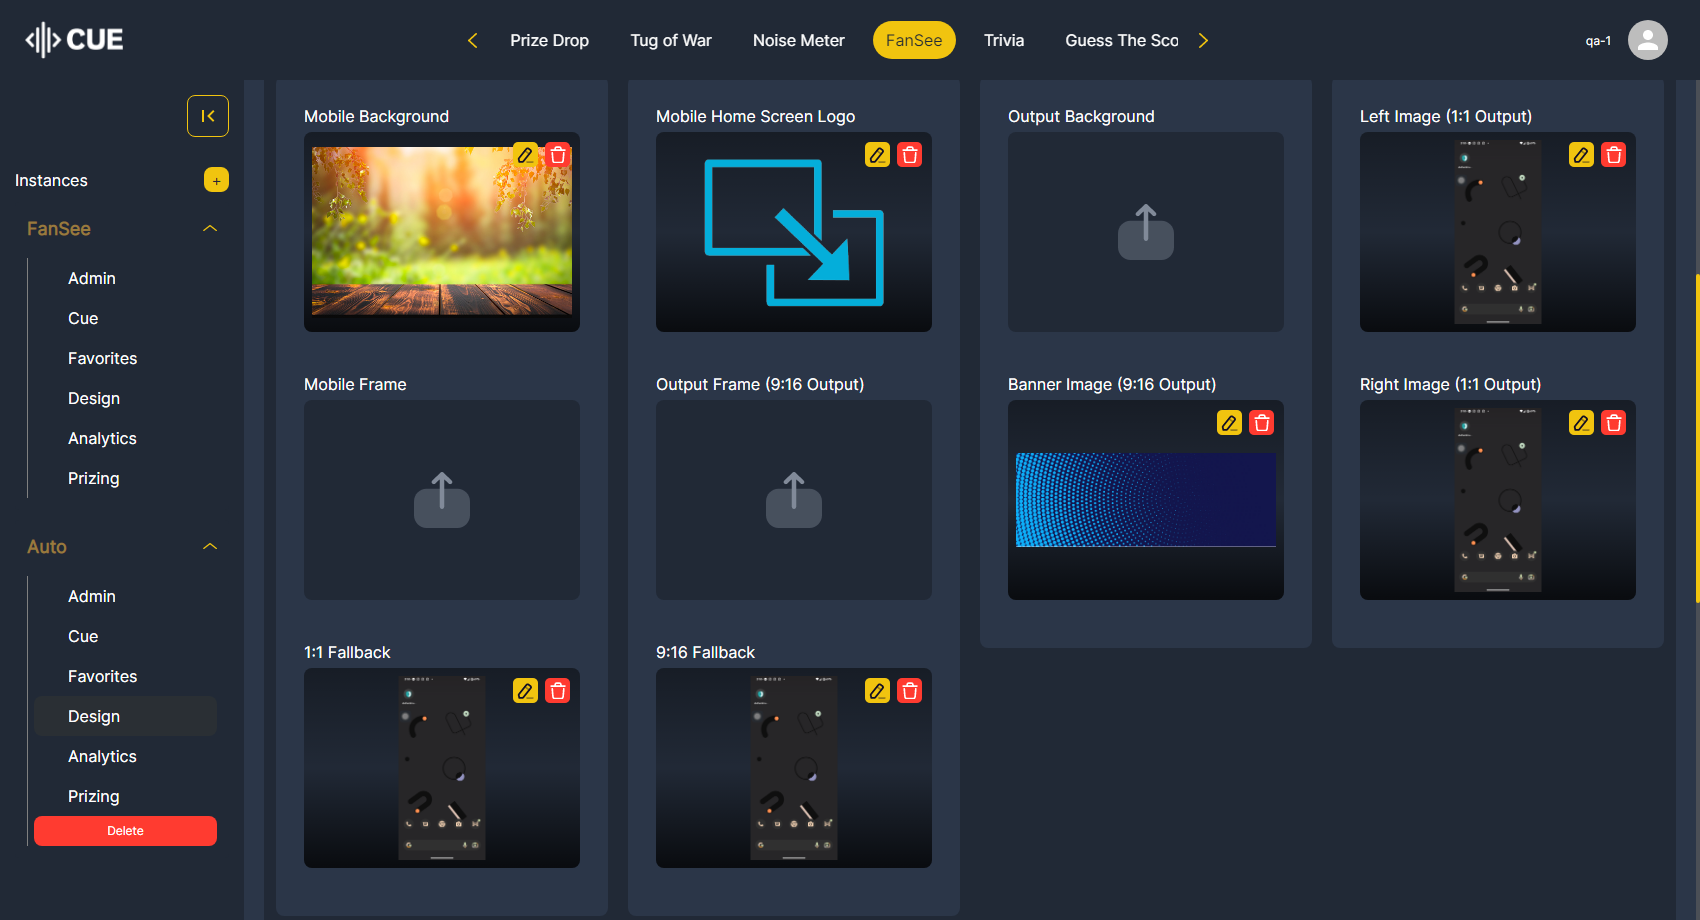 CUE
Prize Drop
Tug of War
Noise Meter
FanSee
Trivia
Guess The Sco
qa-1
Instances
+
FanSee
Admin
Cue
Favorites
Design
Analytics
Prizing
Auto
Admin
Cue
Favorites
Design
Analytics
Prizing
Delete
Mobile Background
Mobile Home Screen Logo
Output Background
Left Image (1:1 Output)
Mobile Frame
Output Frame (9:16 Output)
Banner Image (9:16 Output)
Right Image (1:1 Output)
1:1 Fallback
9:16 Fallback